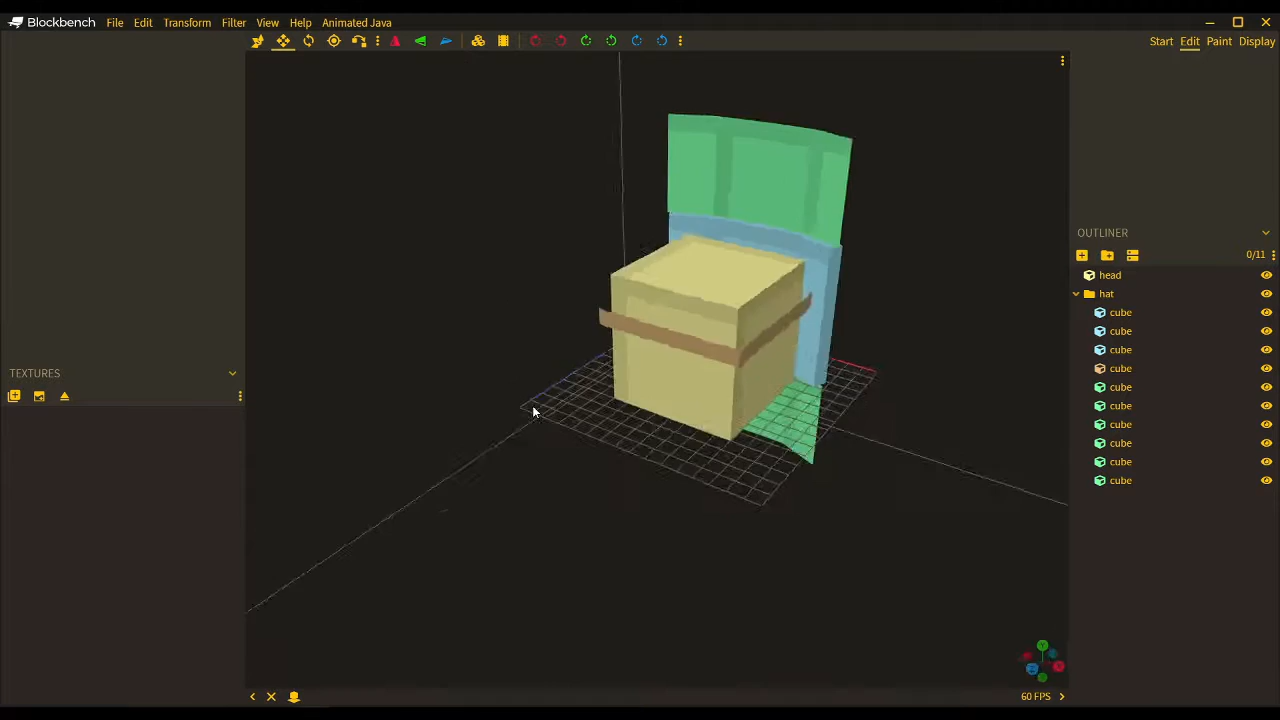 Blockbench File Edit Transform Filter View Help Animated Java
Start Edit Paint Display
OUTLINER
0/11
head
hat
cube
cube
cube
cube
cube
cube
cube
cube
cube
cube
TEXTURES
60 FPS